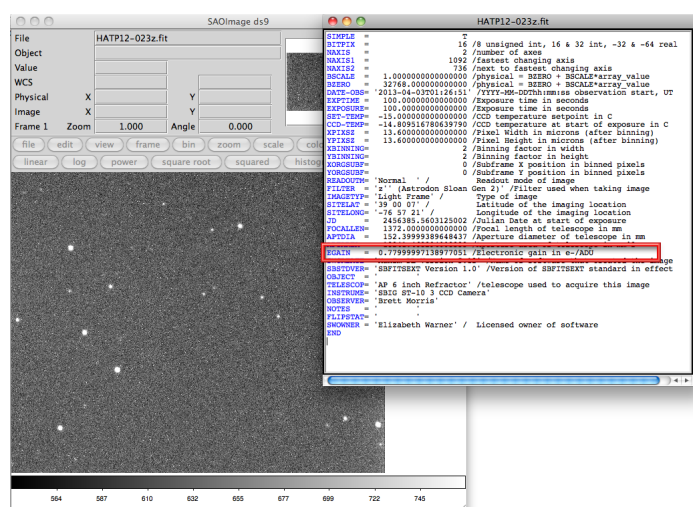 SAOImage ds9
File HATP12-023z.fit
Object
Value
WCS
Physical X Y
Image X Y
Frame 1 Zoom 1.000 Angle 0.000
file edit view frame bin zoom scale
linear log power square root squared
564 587 610 632 655 677 699 722 745
HATP12-023z.fit
SIMPLE = T
BITPIX = 16 /8 unsigned int, 16 & 32 int, -32 & -64 real
NAXIS = 2 /number of axes
NAXIS1 = 1092 /fastest changing axis
NAXIS2 = 736 /next to fastest changing axis
BSCALE = 1.0000000000000000 /physical = BZERO + BSCALE*array_value
BZERO = 32768.000000000000 /physical = BZERO + BSCALE*array_value
DATE-OBS= '2013-04-03T01:26:51' /YYYY-MM-DDThh:mm:ss observation start, UT
EXPTIME = 100.00000000000000 /Exposure time in seconds
EXPOSURE= 100.00000000000000 /Exposure time in seconds
SET-TEMP= -15.000000000000000 /CCD temperature setpoint in C
CCD-TEMP= -14.809516780639790 /CCD temperature at start of exposure in C
XPIXSZ = 13.600000000000000 /Pixel Width in microns (after binning)
YPIXSZ = 13.600000000000000 /Pixel Height in microns (after binning)
XBINNING= 2 /Binning factor in width
YBINNING= 2 /Binning factor in height
XORGSUBF= 0 /Subframe X position in binned pixels
YORGSUBF= 0 /Subframe Y position in binned pixels
READOUTM= 'Normal ' / Readout mode of image
FILTER = 'z'' (Astrodon Sloan Gen 2)' /Filter used when taking image
IMAGETYP= 'Light Frame' / Type of image
SITELAT = '39 00 07' / Latitude of the imaging location
SITELONG= '-76 57 21' / Longitude of the imaging location
JD = 2456385.5603125002 /Julian Date at start of exposure
FOCALLEN= 1372.0000000000000 /Focal length of telescope in mm
APTDIA = 152.39999389648437 /Aperture diameter of telescope in mm
EGAIN = 0.77999997138977051 /Electronic gain in e-/ADU
SBSTDVER= 'SBFITSEXT Version 1.0' /Version of SBFITSEXT standard in effect
OBJECT = ' '
TELESCOP= 'AP 6 inch Refractor' /telescope used to acquire this image
INSTRUME= 'SBIG ST-10 3 CCD Camera'
OBSERVER= 'Brett Morris'
NOTES = ' '
FLIPSTAT= ' '
SWOWNER = 'Elizabeth Warner' / Licensed owner of software
END